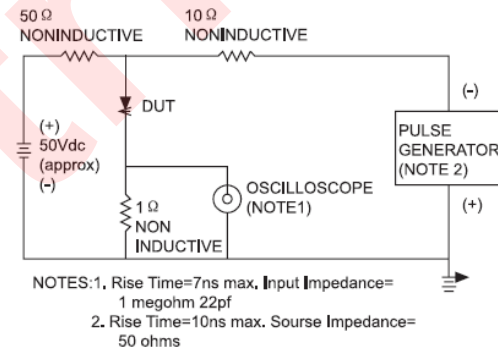 50 Ω
NONINDUCTIVE
10 Ω
NONINDUCTIVE
(+)
50Vdc
(approx)
(-)
DUT
1 Ω
NON
INDUCTIVE
OSCILLOSCOPE
(NOTE1)
(-)
PULSE
GENERATOR
(NOTE 2)
(+)
NOTES:1. Rise Time=7ns max. Input Impedance=
1 megohm 22pf
2. Rise Time=10ns max. Sourse Impedance=
50 ohms